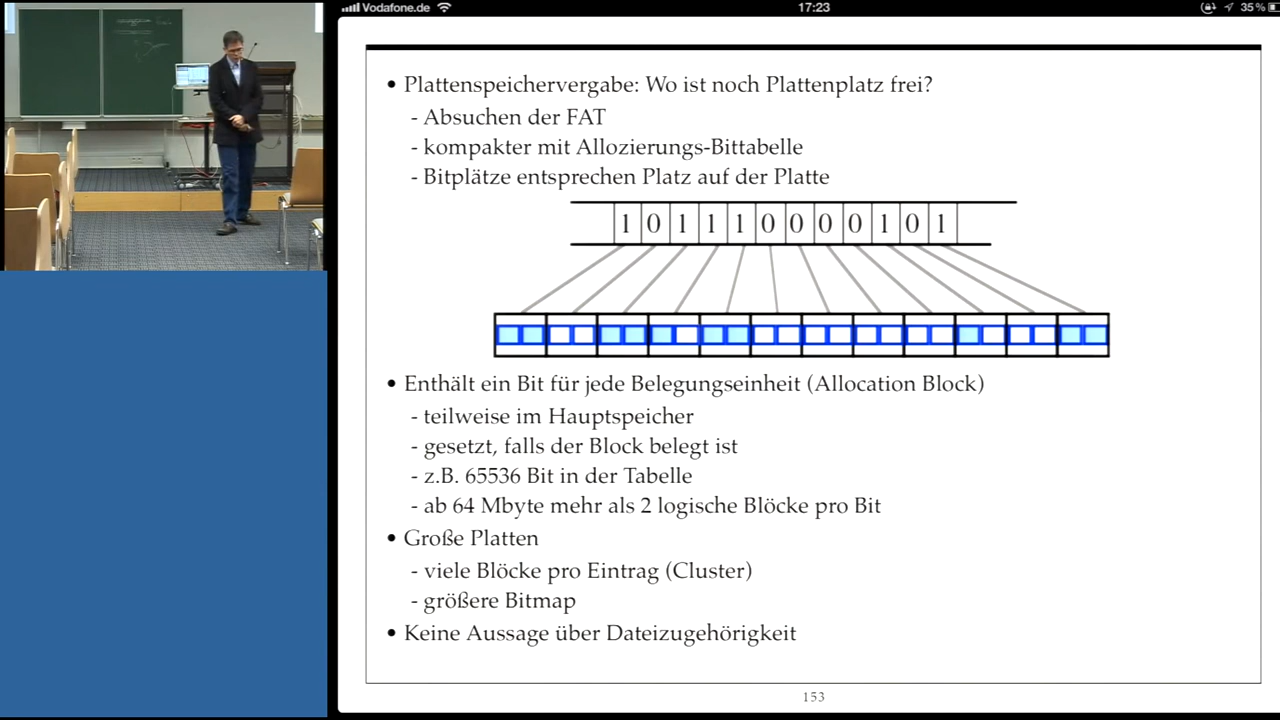 Vodafone.de 17:23 35 %
• Plattenspeichervergabe: Wo ist noch Plattenplatz frei?
- Absuchen der FAT
- kompakter mit Allozierungs-Bittabelle
- Bitplätze entsprechen Platz auf der Platte
1 0 1 1 1 0 0 0 0 1 0 1
• Enthält ein Bit für jede Belegungseinheit (Allocation Block)
- teilweise im Hauptspeicher
- gesetzt, falls der Block belegt ist
- z.B. 65536 Bit in der Tabelle
- ab 64 Mbyte mehr als 2 logische Blöcke pro Bit
• Große Platten
- viele Blöcke pro Eintrag (Cluster)
- größere Bitmap
• Keine Aussage über Dateizugehörigkeit
153